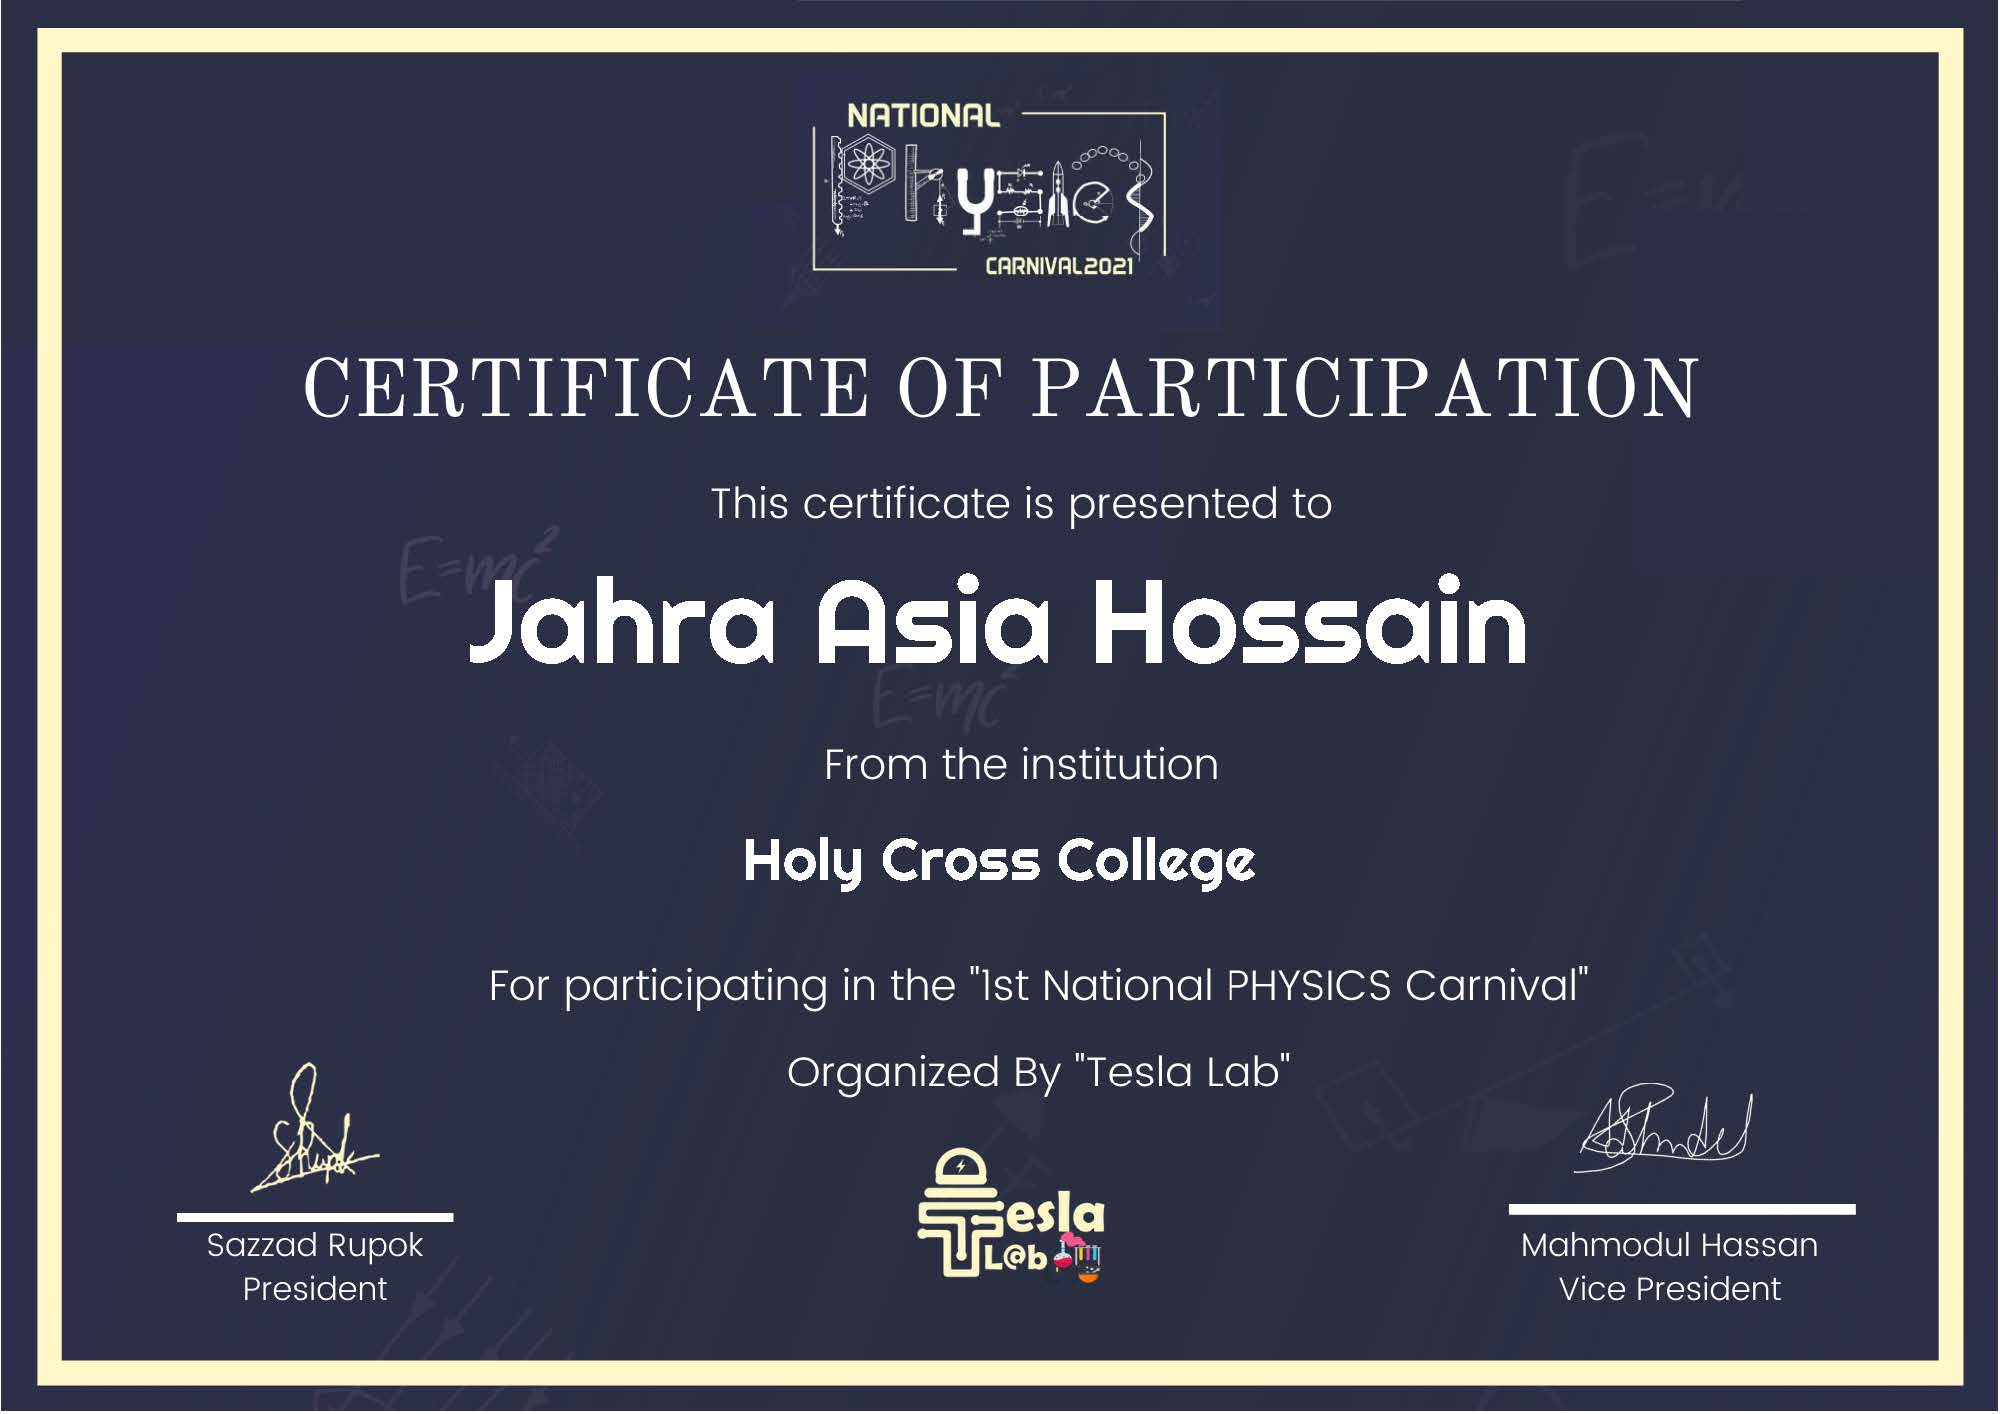 NATIONAL
Physics
CARNIVAL2021
CERTIFICATE OF PARTICIPATION
This certificate is presented to
E=mc²
Jahra Asia Hossain
E=mc²
From the institution
Holy Cross College
For participating in the "1st National PHYSICS Carnival"
Organized By "Tesla Lab"
Tesla
L@b
Sazzad Rupok
President
Mahmodul Hassan
Vice President